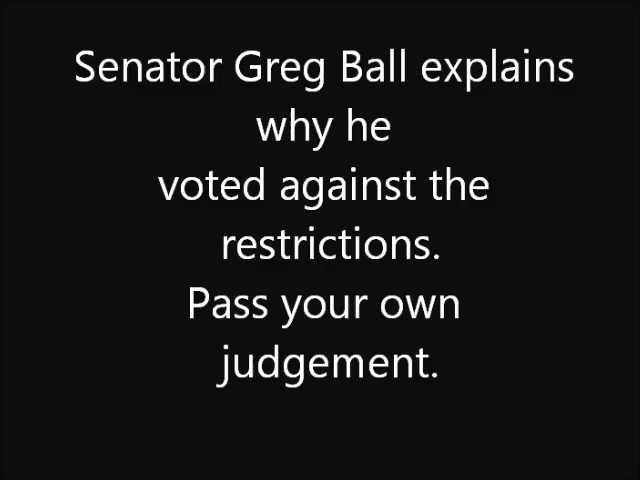 Senator Greg Ball explains
why he
voted against the
restrictions.
Pass your own
judgement.